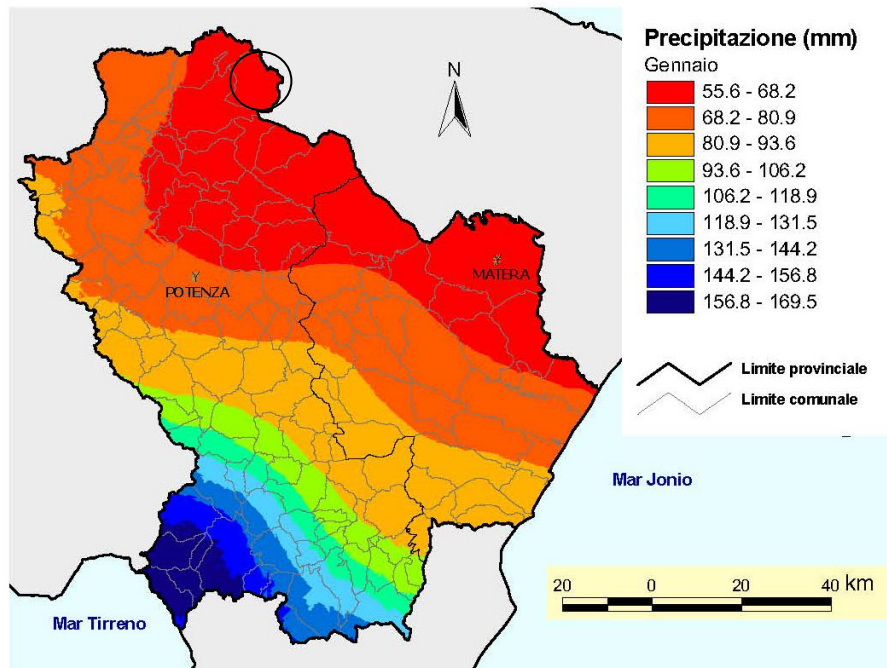 Precipitazione (mm)
Gennaio
55.6 - 68.2
68.2 - 80.9
80.9 - 93.6
93.6 - 106.2
106.2 - 118.9
118.9 - 131.5
131.5 - 144.2
144.2 - 156.8
156.8 - 169.5
N
MATERA
POTENZA
Limite provinciale
Limite comunale
Mar Jonio
20 0 20 40 km
Mar Tirreno